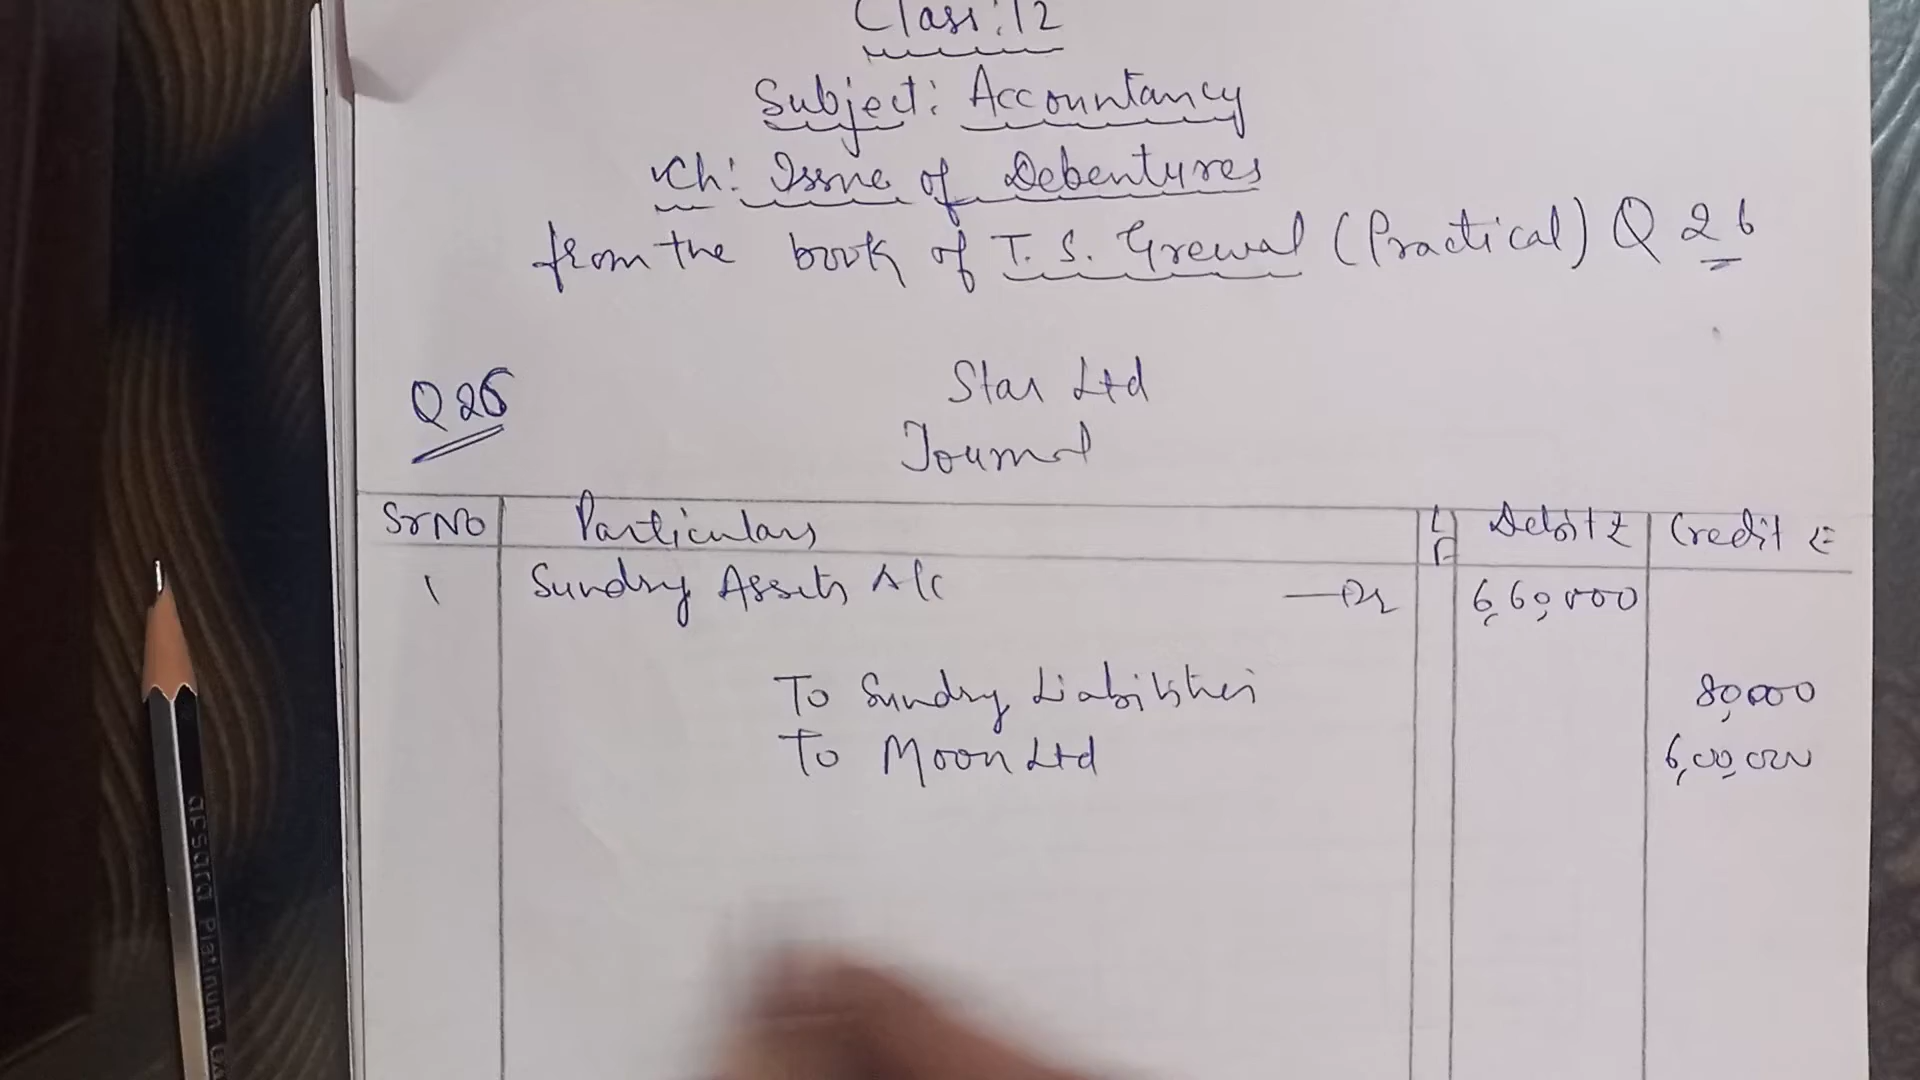 Class: 12
Subject: Accountancy
Ch: Issue of Debentures
from the book of T. S. Grewal (Practical) Q 26
Q 26
Star Ltd
Journal
Sr No Particulars L F Debit ₹ Credit ₹
1 Sundry Assets A/c —Dr 6,60,000
To Sundry Liabilities 80,000
To Moon Ltd 6,00,000
apsara Platinum